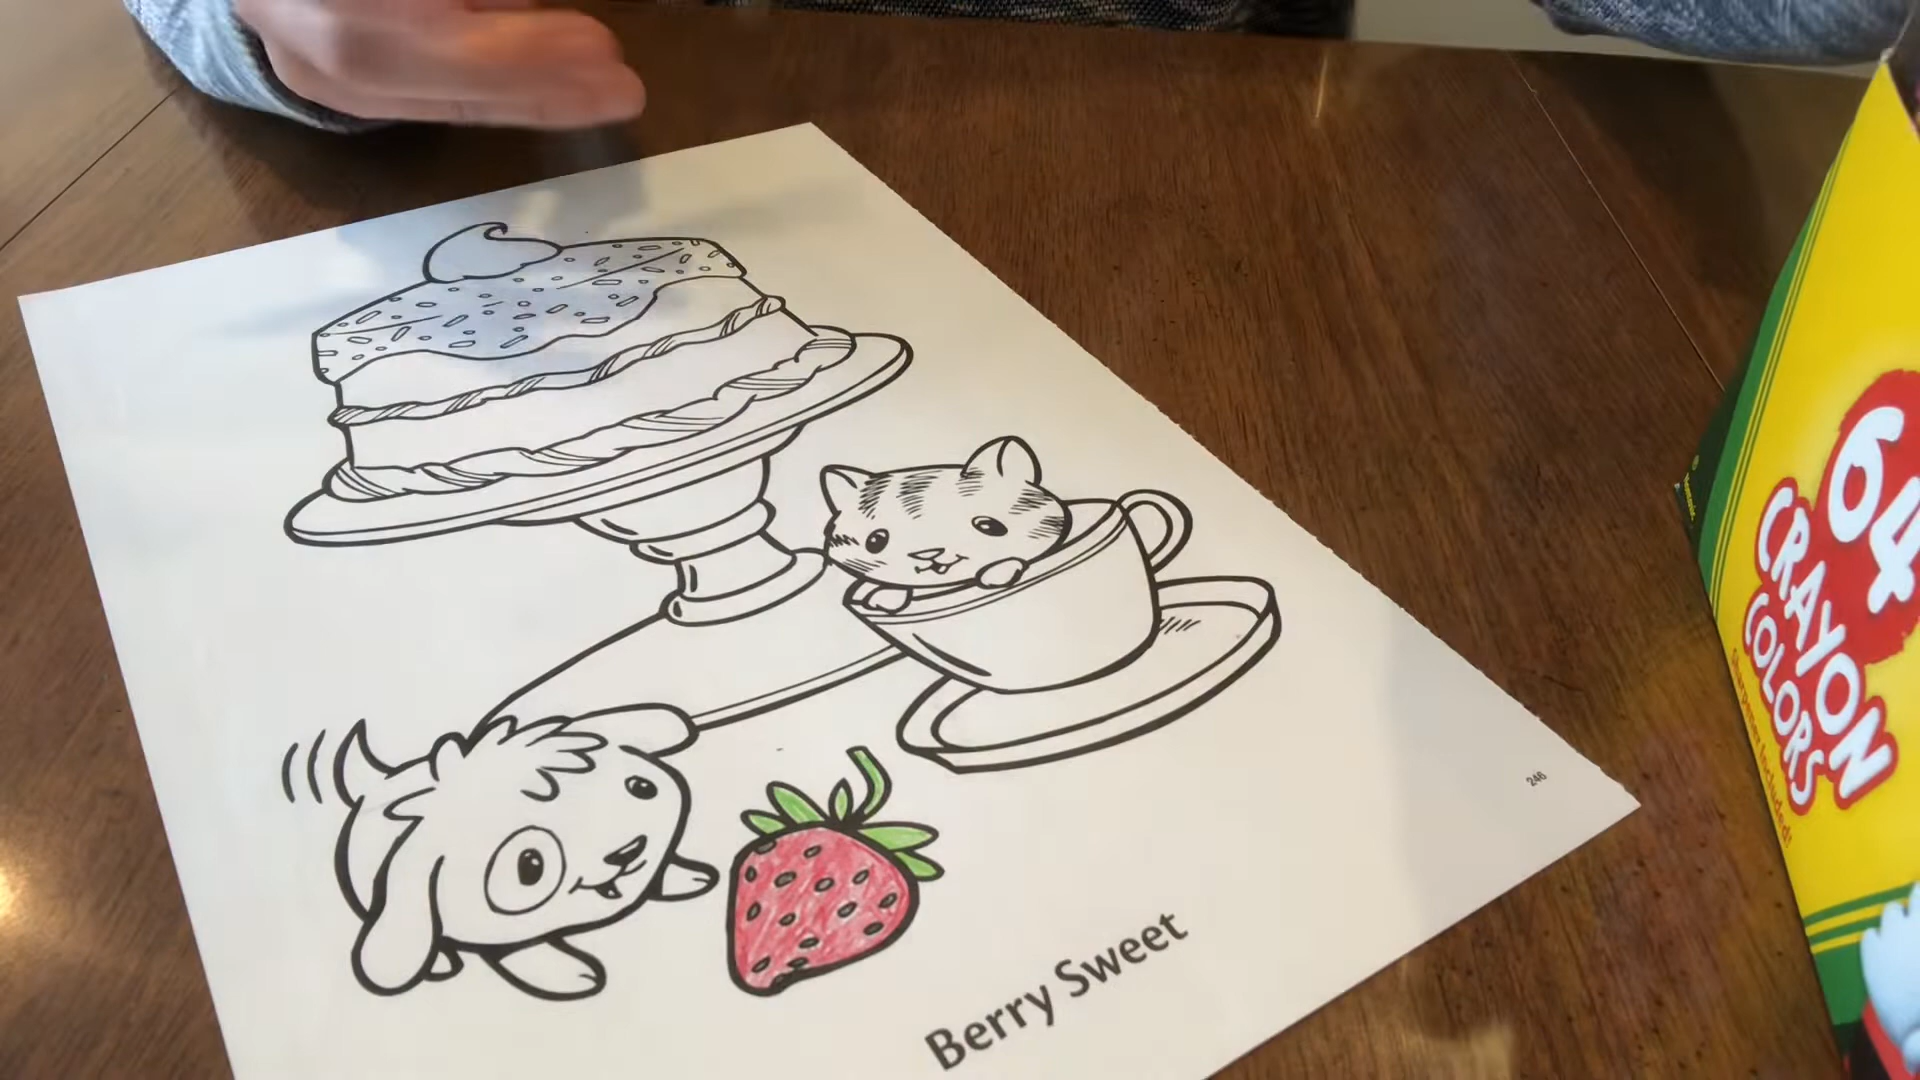 Berry Sweet
246
64
CRAYON
COLORS
sharpener included!